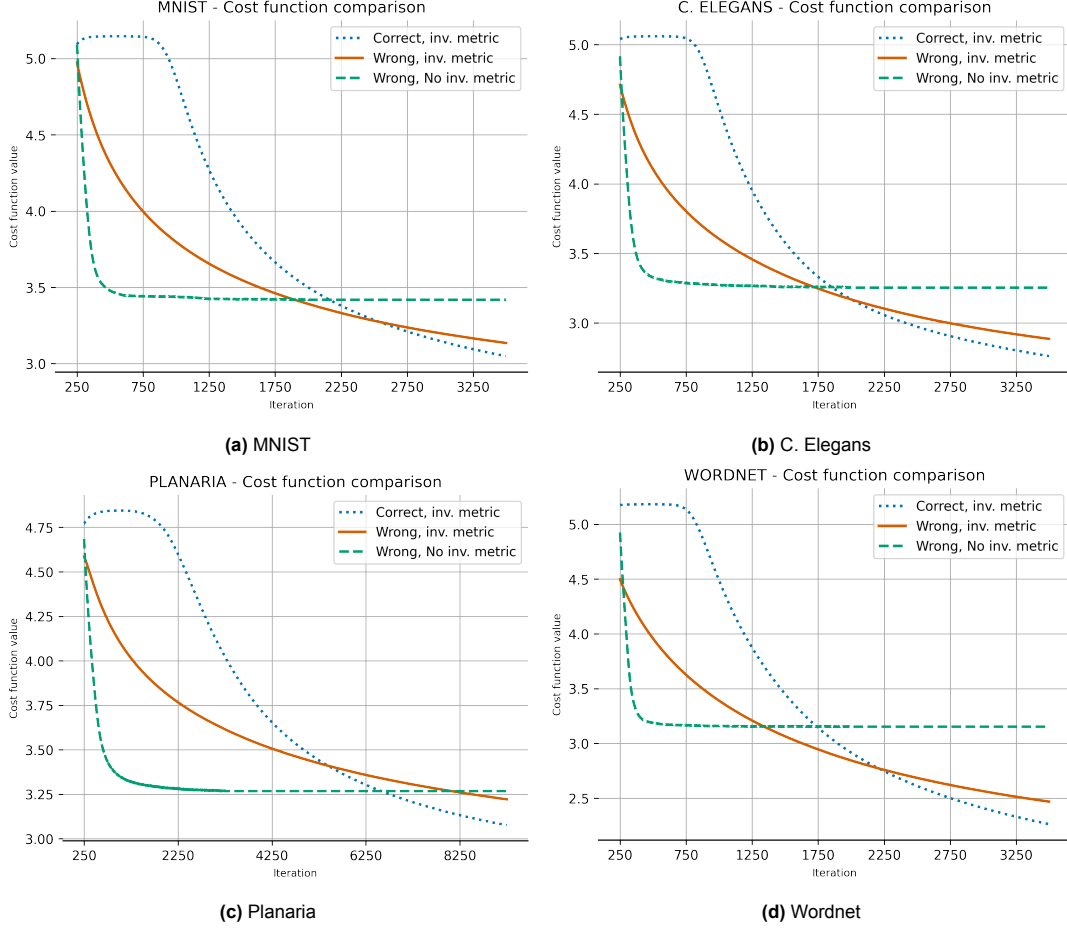 MNIST - Cost function comparison
Correct, inv. metric
Wrong, inv. metric
Wrong, No inv. metric
Cost function value
5.0
4.5
4.0
3.5
3.0
250 750 1250 1750 2250 2750 3250
Iteration
(a) MNIST
C. ELEGANS - Cost function comparison
Correct, inv. metric
Wrong, inv. metric
Wrong, No inv. metric
Cost function value
5.0
4.5
4.0
3.5
3.0
250 750 1250 1750 2250 2750 3250
Iteration
(b) C. Elegans
PLANARIA - Cost function comparison
Correct, inv. metric
Wrong, inv. metric
Wrong, No inv. metric
Cost function value
4.75
4.50
4.25
4.00
3.75
3.50
3.25
3.00
250 2250 4250 6250 8250
Iteration
(c) Planaria
WORDNET - Cost function comparison
Correct, inv. metric
Wrong, inv. metric
Wrong, No inv. metric
Cost function value
5.0
4.5
4.0
3.5
3.0
2.5
250 750 1250 1750 2250 2750 3250
Iteration
(d) Wordnet